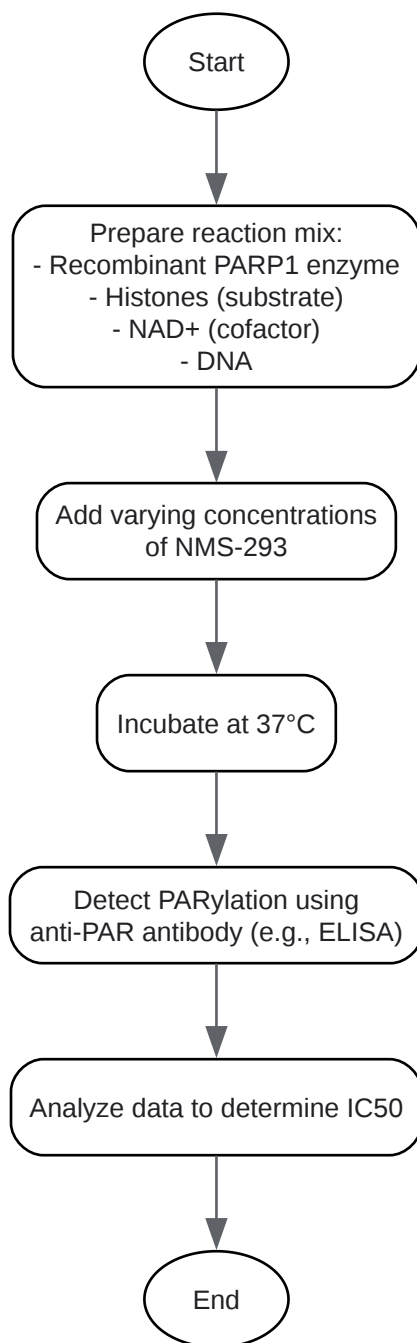 Start
Prepare reaction mix:
- Recombinant PARP1 enzyme
- Histones (substrate)
- NAD+ (cofactor)
- DNA
Add varying concentrations
of NMS-293
Incubate at 37°C
Detect PARylation using
anti-PAR antibody (e.g., ELISA)
Analyze data to determine IC50
End